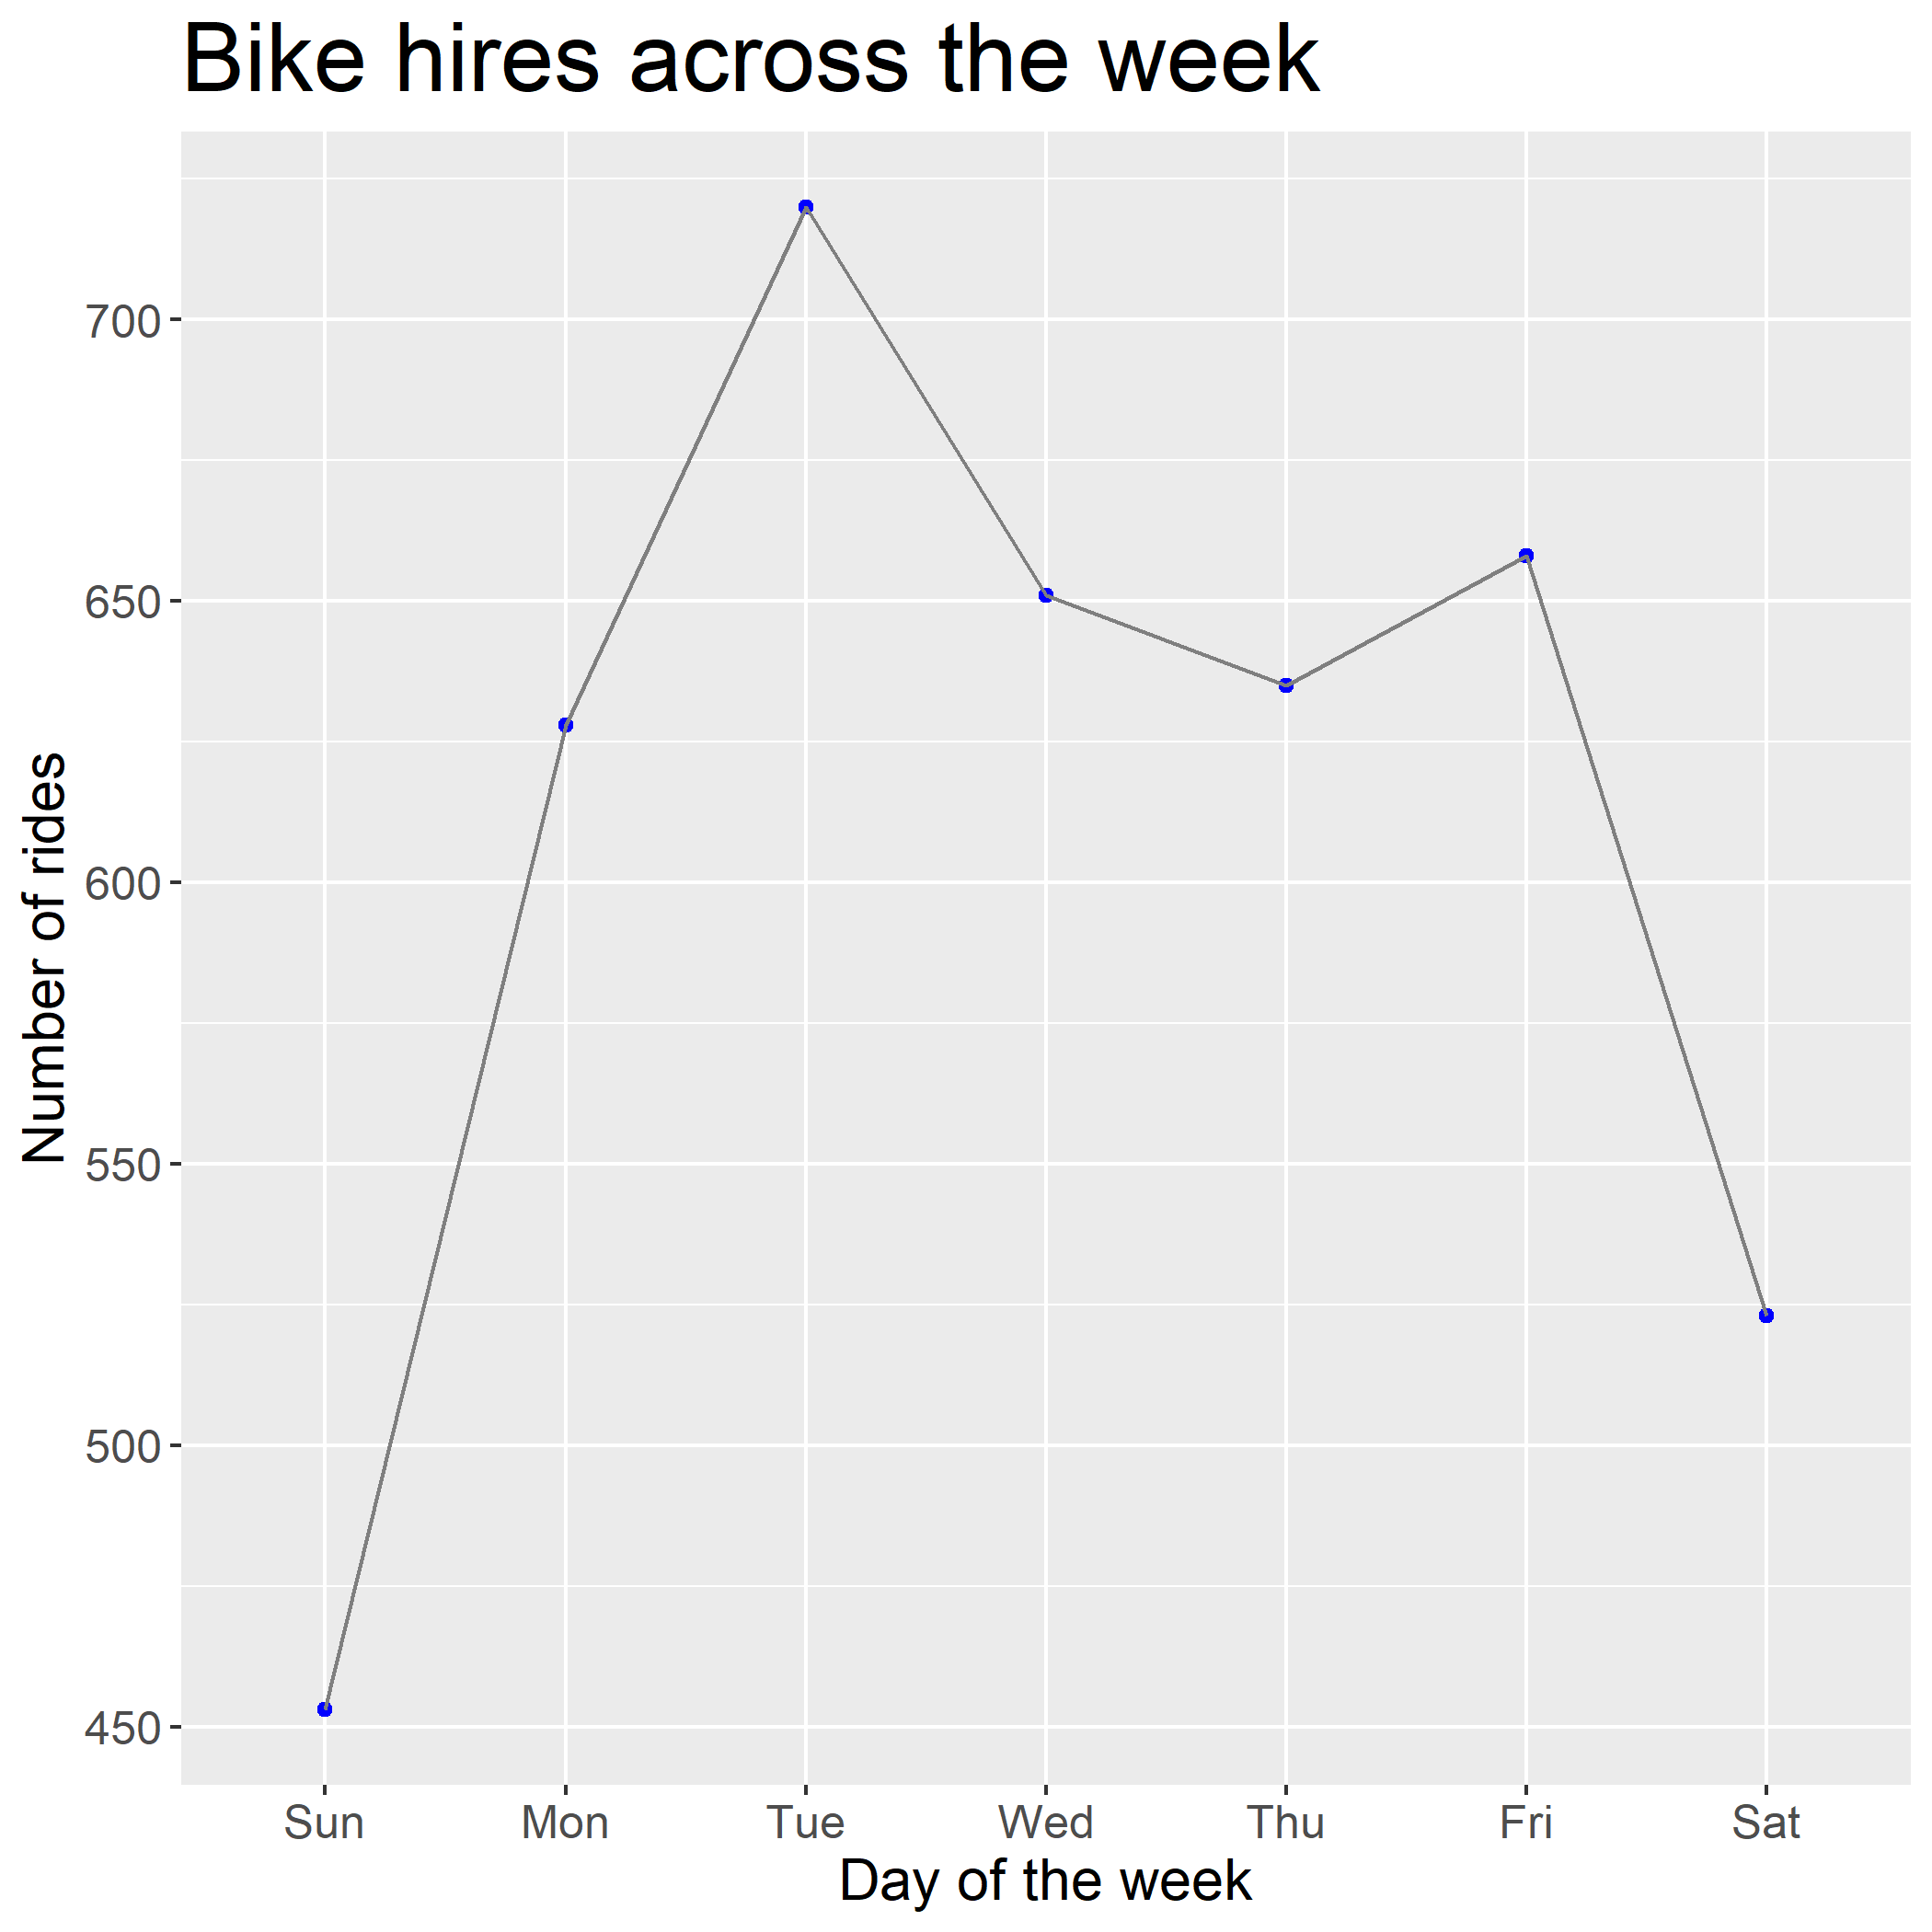 Bike hires across the week
Number of rides
700
650
600
550
500
450
Sun Mon Tue Wed Thu Fri Sat
Day of the week